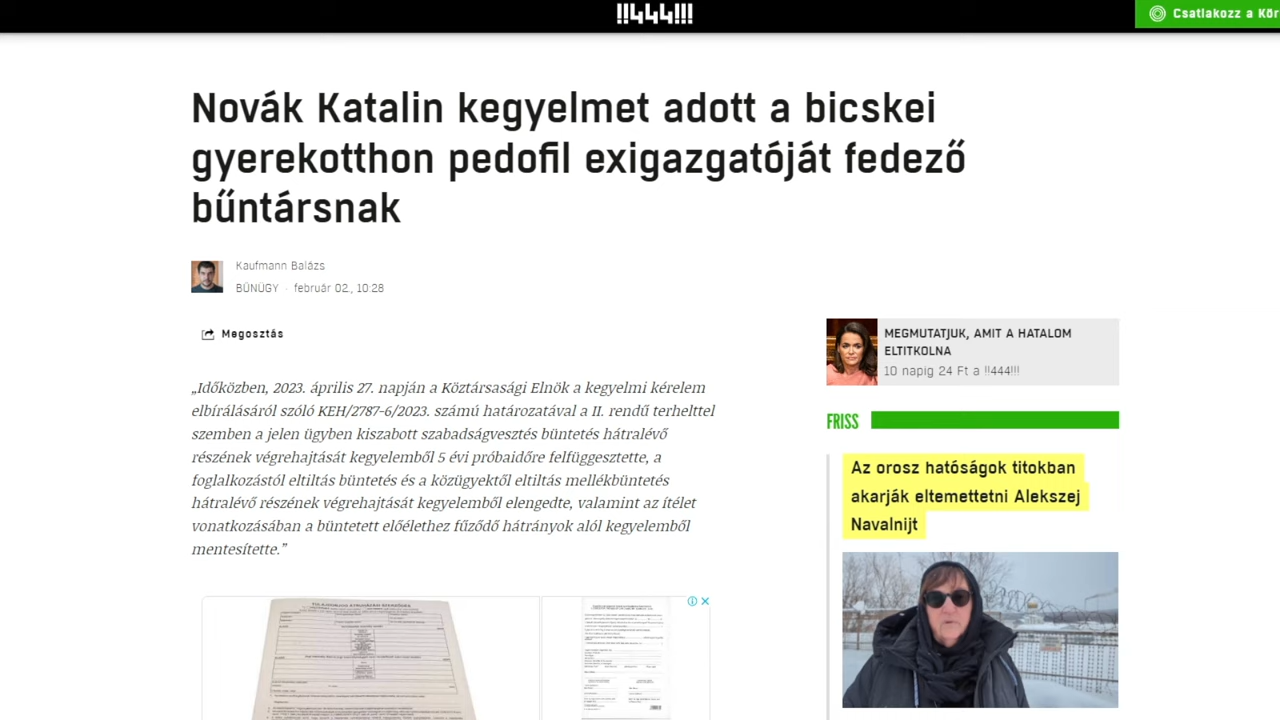 !!444!!!
Csatlakozz a Kör
Novák Katalin kegyelmet adott a bicskei
gyerekotthon pedofil exigazgatóját fedező
bűntársnak
Kaufmann Balázs
BŰNÜGY · február 02., 10:28
Megosztás
„Időközben, 2023. április 27. napján a Köztársasági Elnök a kegyelmi kérelem
elbírálásáról szóló KEH/2787-6/2023. számú határozatával a II. rendű terhelttel
szemben a jelen ügyben kiszabott szabadságvesztés büntetés hátralévő
részének végrehajtását kegyelemből 5 évi próbaidőre felfüggesztette, a
foglalkozástól eltiltás büntetés és a közügyektől eltiltás mellékbüntetés
hátralévő részének végrehajtását kegyelemből elengedte, valamint az ítélet
vonatkozásában a büntetett előélethez fűződő hátrányok alól kegyelemből
mentesítette.”
MEGMUTATJUK, AMIT A HATALOM
ELTITKOLNA
10 napig 24 Ft a !!444!!!
FRISS
Az orosz hatóságok titokban
akarják eltemettetni Alekszej
Navalnijt